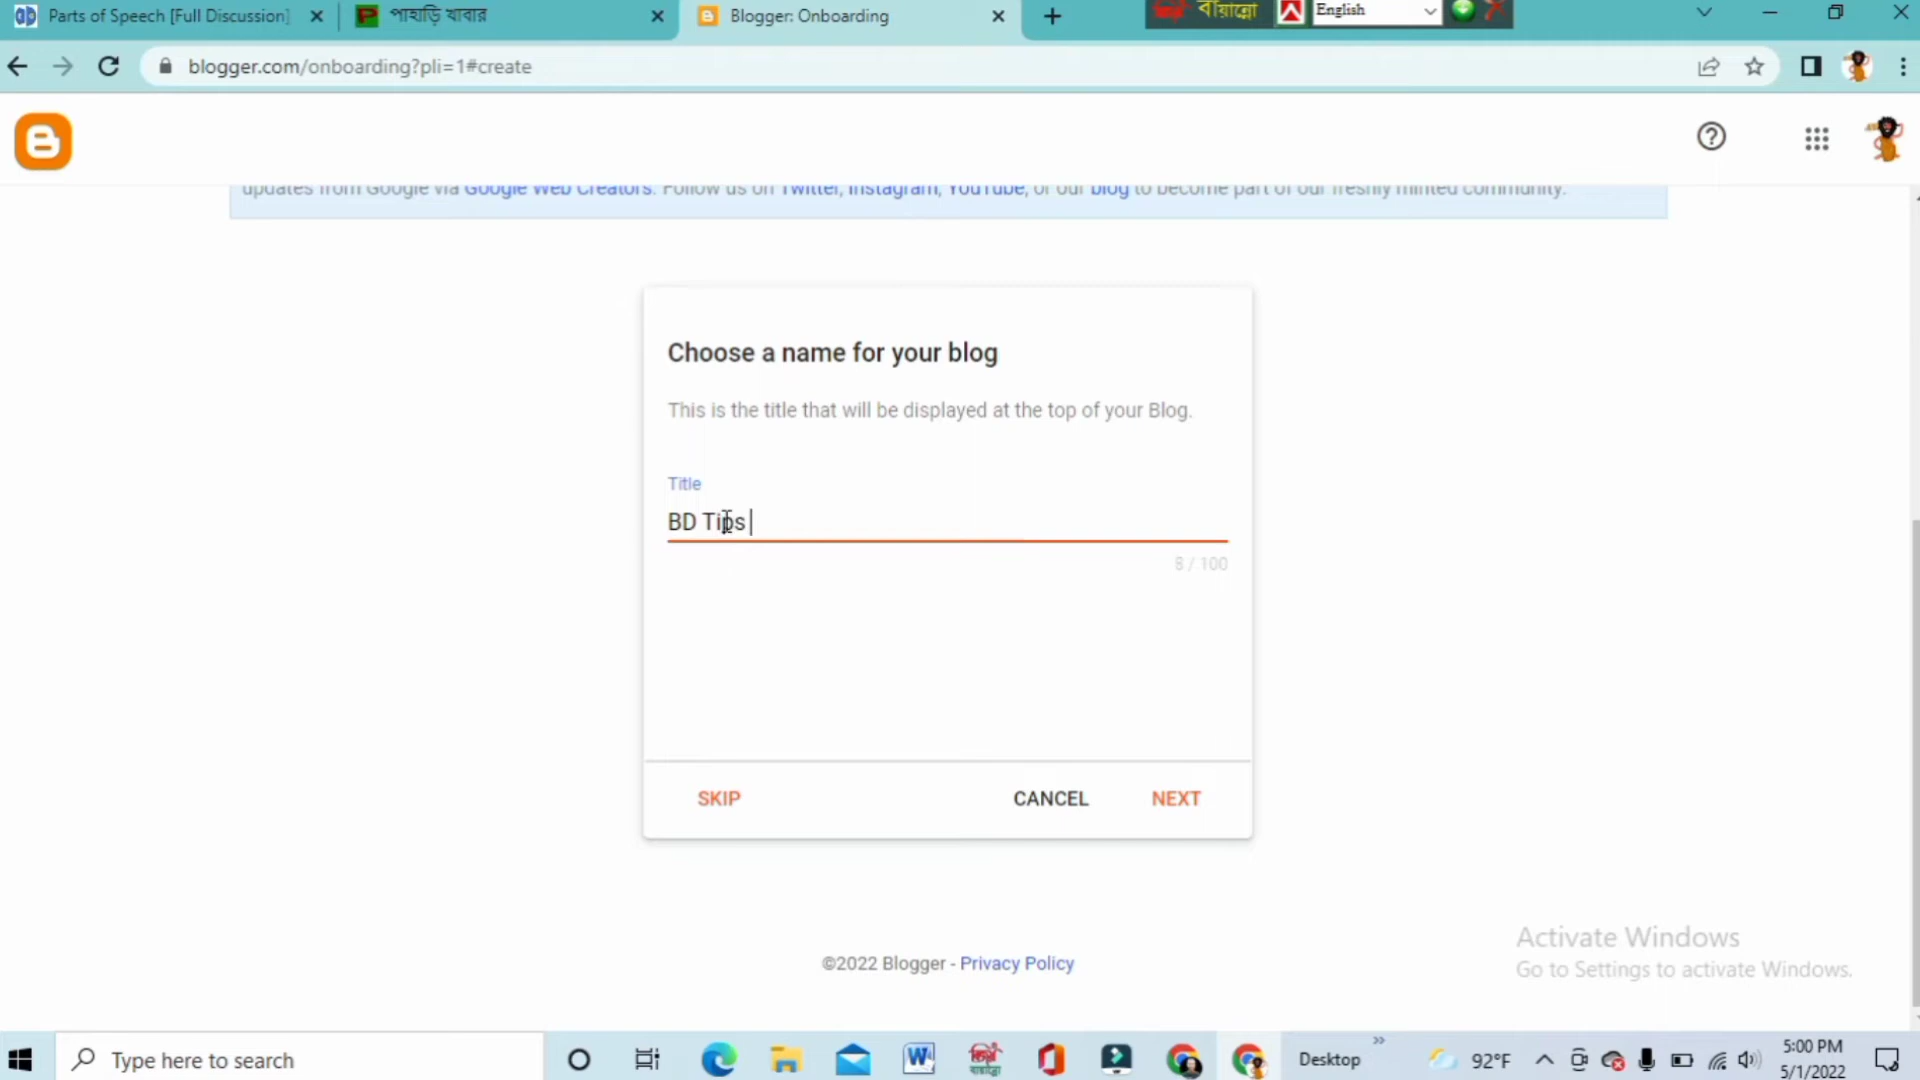 Parts of Speech [Full Discussion]
পাহাড়ি খাবার
Blogger: Onboarding
বায়ান্নো
English
blogger.com/onboarding?pli=1#create
updates from Google via Google Web Creators. Follow us on Twitter, Instagram, YouTube, or our blog to become part of our freshly minted community.
Choose a name for your blog
This is the title that will be displayed at the top of your Blog.
Title
BD Tips
8 / 100
SKIP
CANCEL
NEXT
©2022 Blogger - Privacy Policy
Activate Windows
Go to Settings to activate Windows.
Type here to search
Desktop
92°F
5:00 PM
5/1/2022